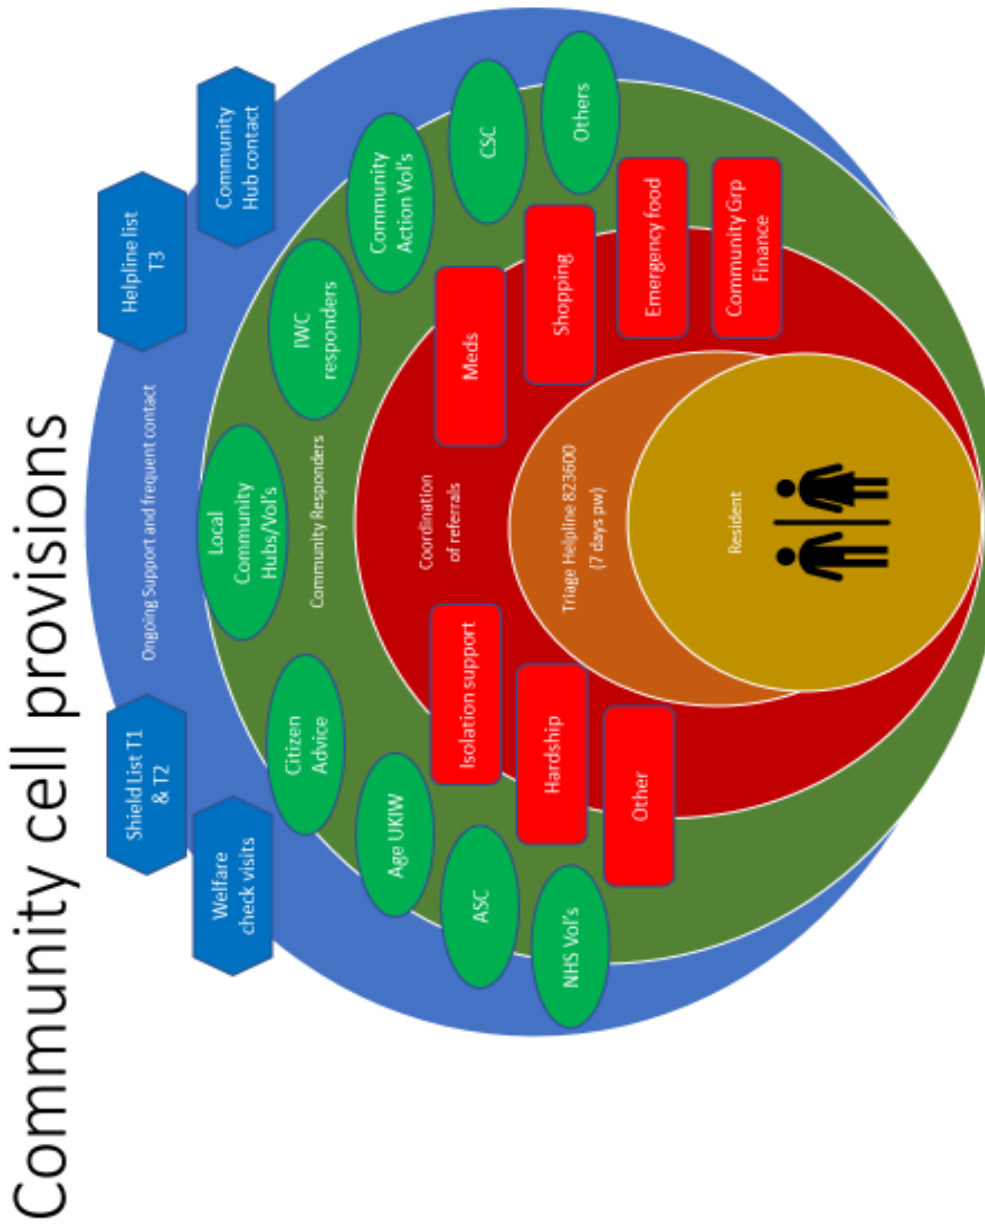 Community cell provisions
Shield List T1
& T2
Helpline list
T3
Welfare
check visits
Community
Hub contact
Ongoing Support and frequent contact
Local
Community
Hubs/Vol's
Citizen
Advice
IWC
responders
Community Responders
Age UKIW
Community
Action Vol's
ASC
CSC
NHS Vol's
Others
Coordination
of referrals
Isolation support
Meds
Hardship
Shopping
Other
Emergency food
Community Grp
Finance
Triage Helpline 823600
(7 days pw)
Resident